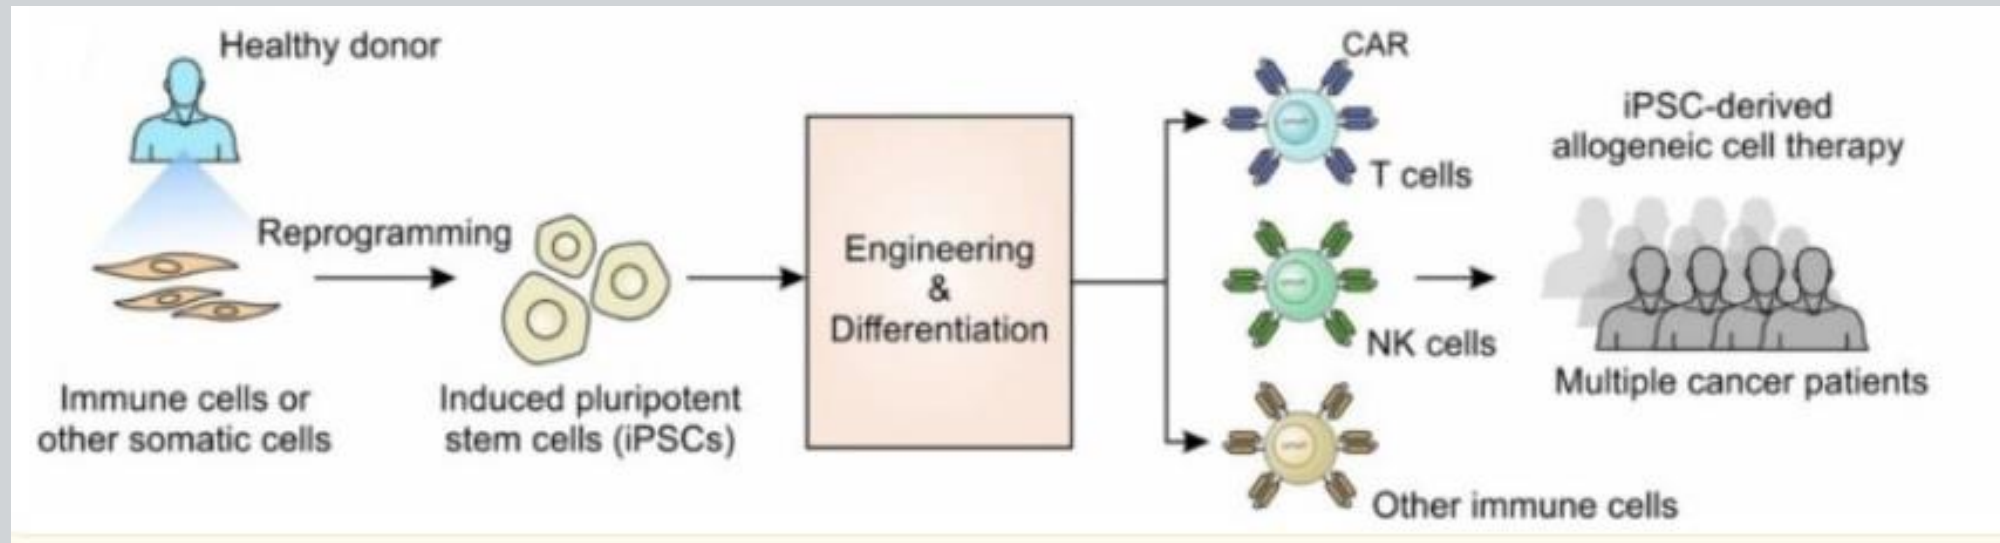 Healthy donor
Reprogramming
Immune cells or
other somatic cells
Induced pluripotent
stem cells (iPSCs)
Engineering
&
Differentiation
CAR
T cells
NK cells
Other immune cells
iPSC-derived
allogeneic cell therapy
Multiple cancer patients